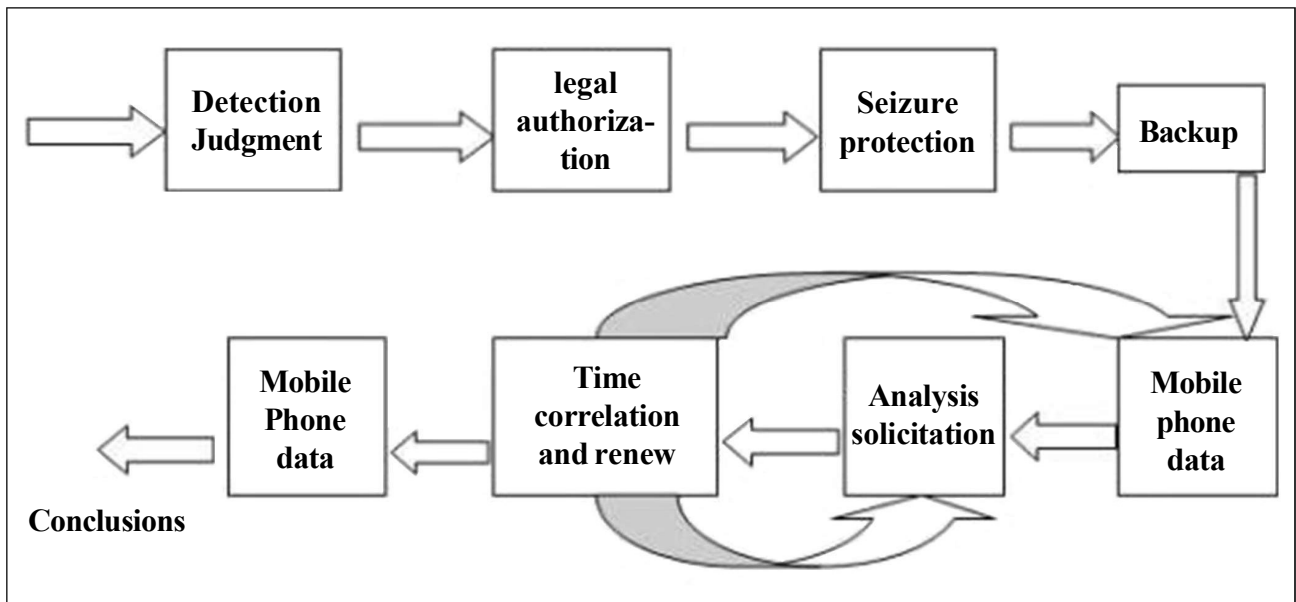 Detection
Judgment
legal
authoriza-
tion
Seizure
protection
Backup
Mobile
Phone
data
Time
correlation
and renew
Analysis
solicitation
Mobile
phone
data
Conclusions